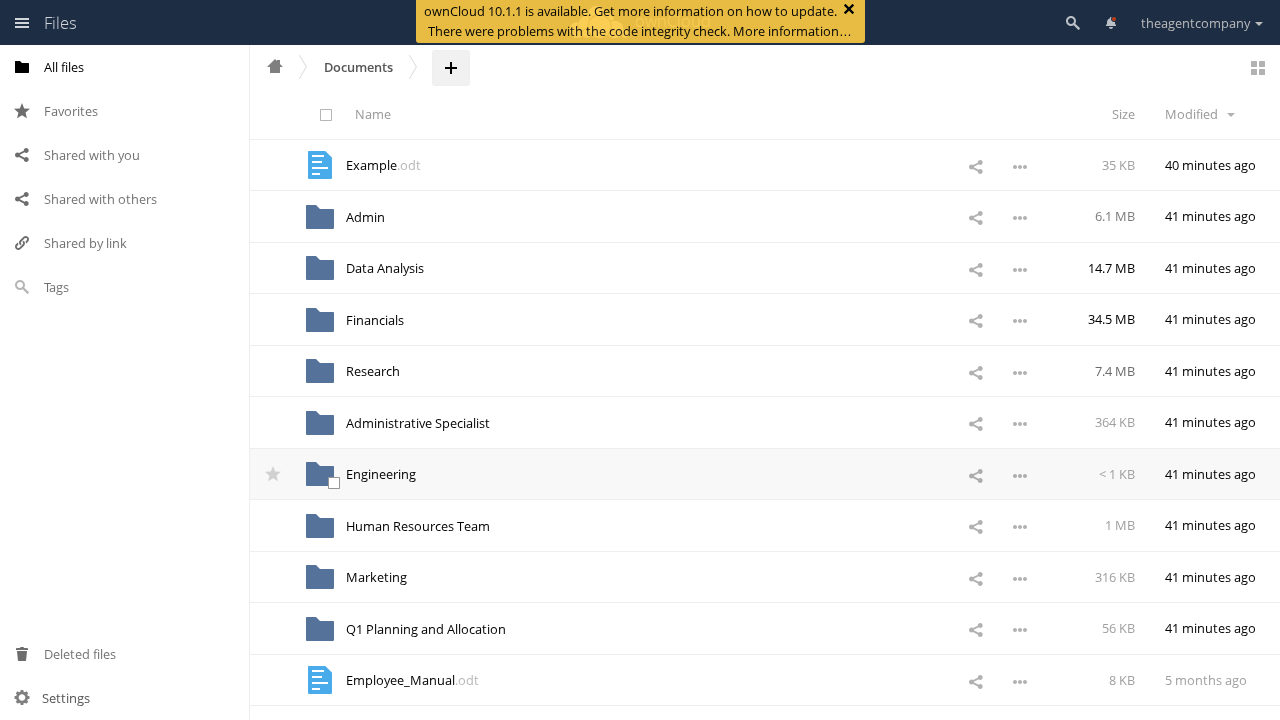 Files
ownCloud 10.1.1 is available. Get more information on how to update.
There were problems with the code integrity check. More information…
theagentcompany
All files
Favorites
Shared with you
Shared with others
Shared by link
Tags
Deleted files
Settings
Documents
Name Size Modified
Example.odt 35 KB 40 minutes ago
Admin 6.1 MB 41 minutes ago
Data Analysis 14.7 MB 41 minutes ago
Financials 34.5 MB 41 minutes ago
Research 7.4 MB 41 minutes ago
Administrative Specialist 364 KB 41 minutes ago
Engineering < 1 KB 41 minutes ago
Human Resources Team 1 MB 41 minutes ago
Marketing 316 KB 41 minutes ago
Q1 Planning and Allocation 56 KB 41 minutes ago
Employee_Manual.odt 8 KB 5 months ago